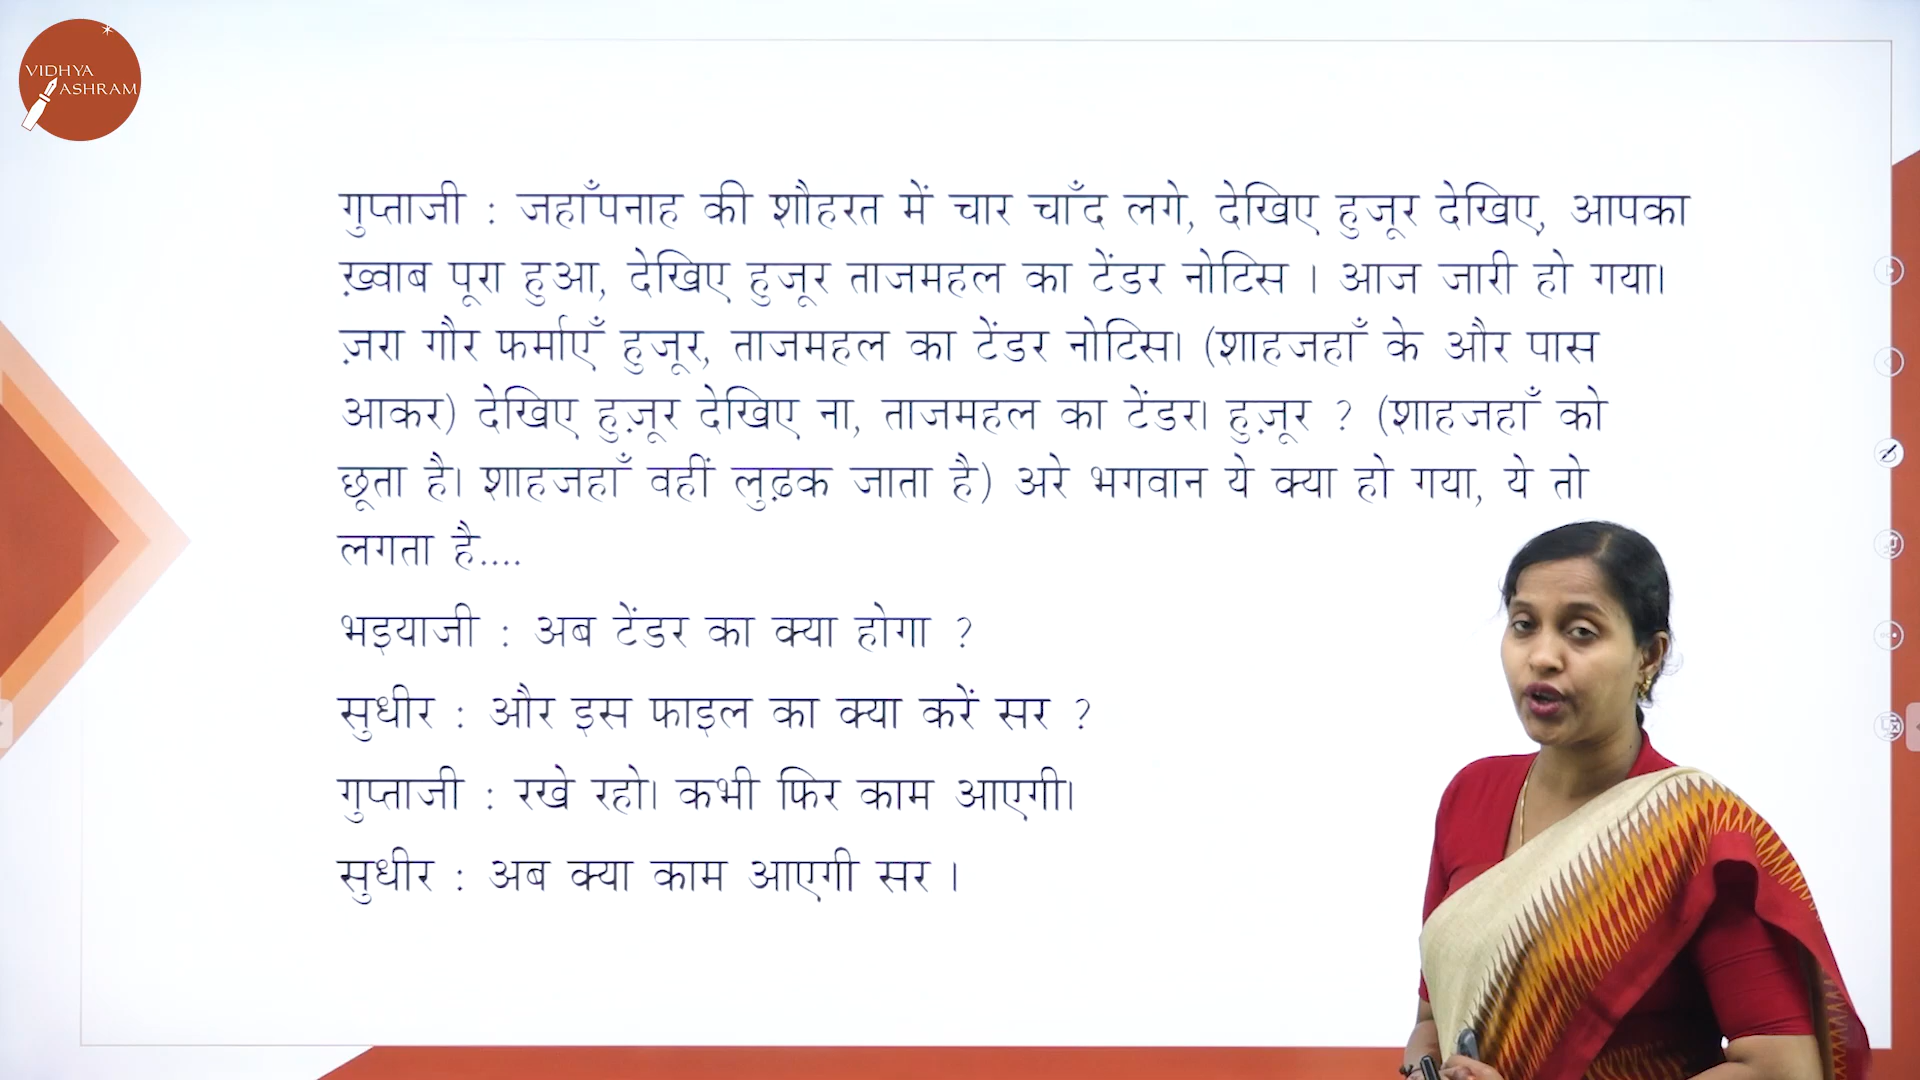 VIDHYA
ASHRAM
गुप्ताजी : जहाँपनाह की शौहरत में चार चाँद लगे, देखिए हुजूर देखिए, आपका
ख़्वाब पूरा हुआ, देखिए हुजूर ताजमहल का टेंडर नोटिस । आज जारी हो गया।
ज़रा गौर फर्माएँ हुजूर, ताजमहल का टेंडर नोटिस। (शाहजहाँ के और पास
आकर) देखिए हुज़ूर देखिए ना, ताजमहल का टेंडर। हुज़ूर ? (शाहजहाँ को
छूता है। शाहजहाँ वहीं लुढ़क जाता है) अरे भगवान ये क्या हो गया, ये तो
लगता है....
भइयाजी : अब टेंडर का क्या होगा ?
सुधीर : और इस फाइल का क्या करें सर ?
गुप्ताजी : रखे रहो। कभी फिर काम आएगी।
सुधीर : अब क्या काम आएगी सर ।